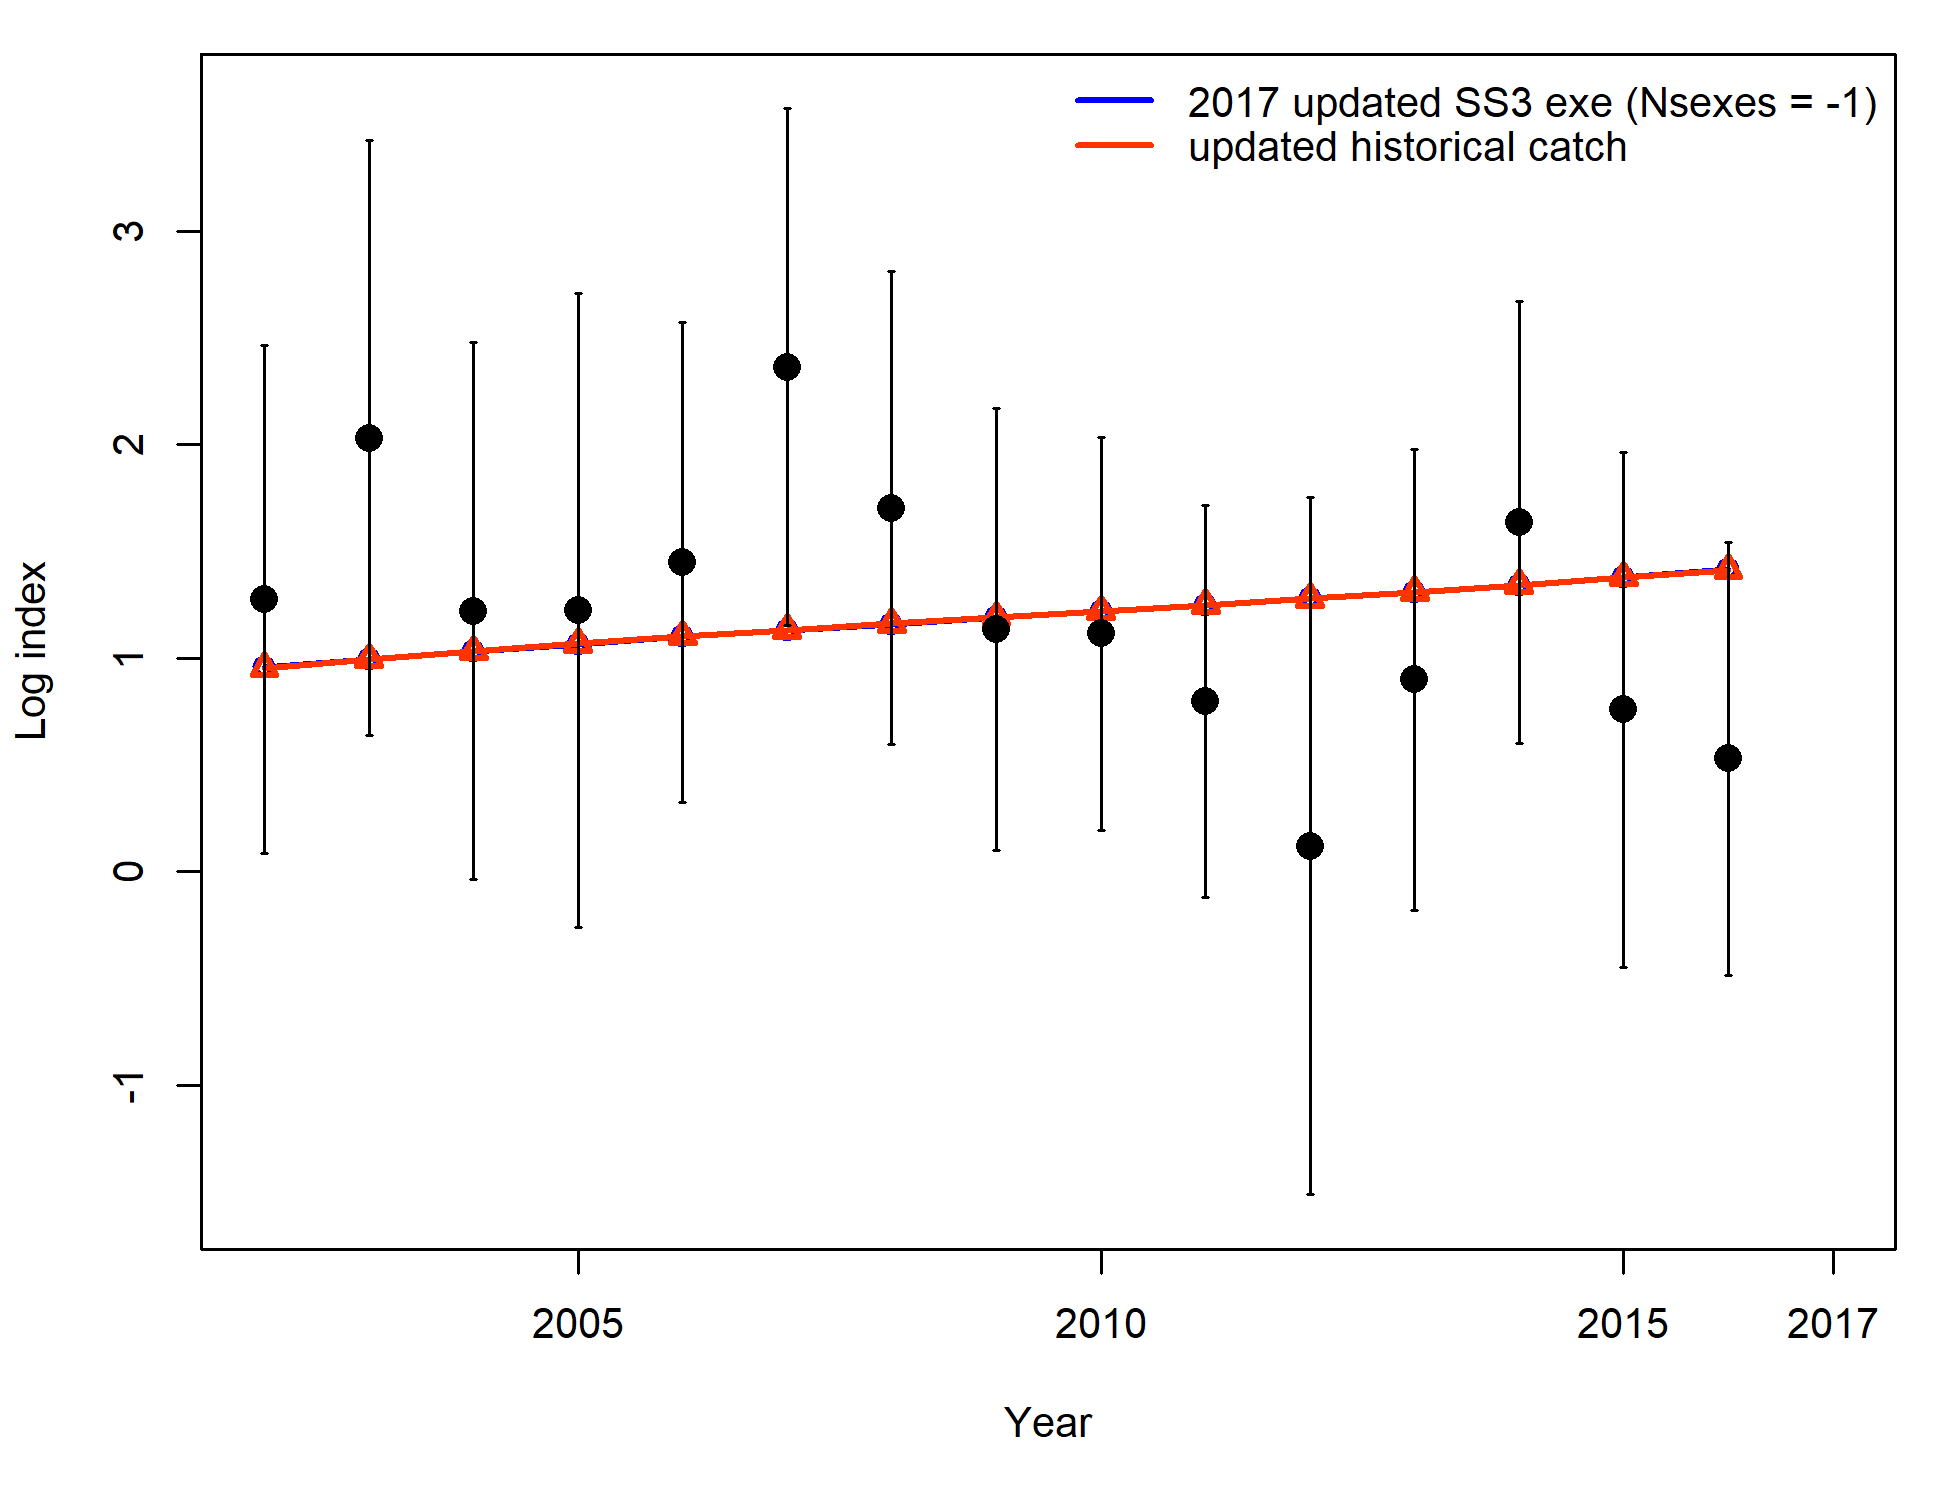 2017 updated SS3 exe (Nsexes = -1)
updated historical catch
Log index
3
2
1
0
-1
2005 2010 2015 2017
Year